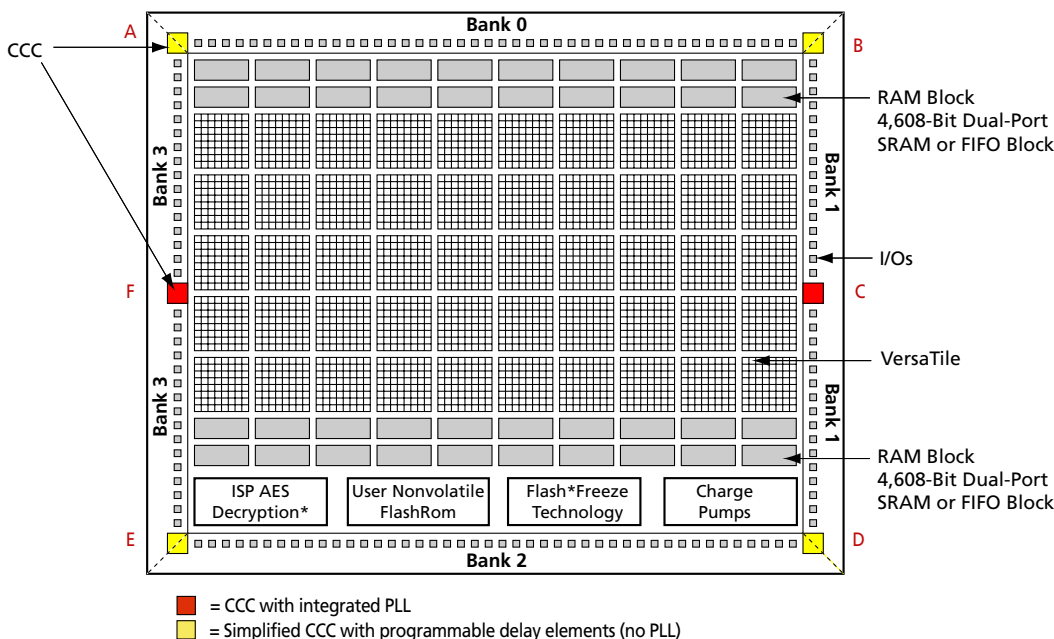 Bank 0
A
B
CCC
RAM Block
4,608-Bit Dual-Port
SRAM or FIFO Block
Bank 3
Bank 1
I/Os
F
C
VersaTile
Bank 3
Bank 1
RAM Block
4,608-Bit Dual-Port
SRAM or FIFO Block
ISP AES
Decryption*
User Nonvolatile
FlashRom
Flash*Freeze
Technology
Charge
Pumps
E
D
Bank 2
= CCC with integrated PLL
= Simplified CCC with programmable delay elements (no PLL)